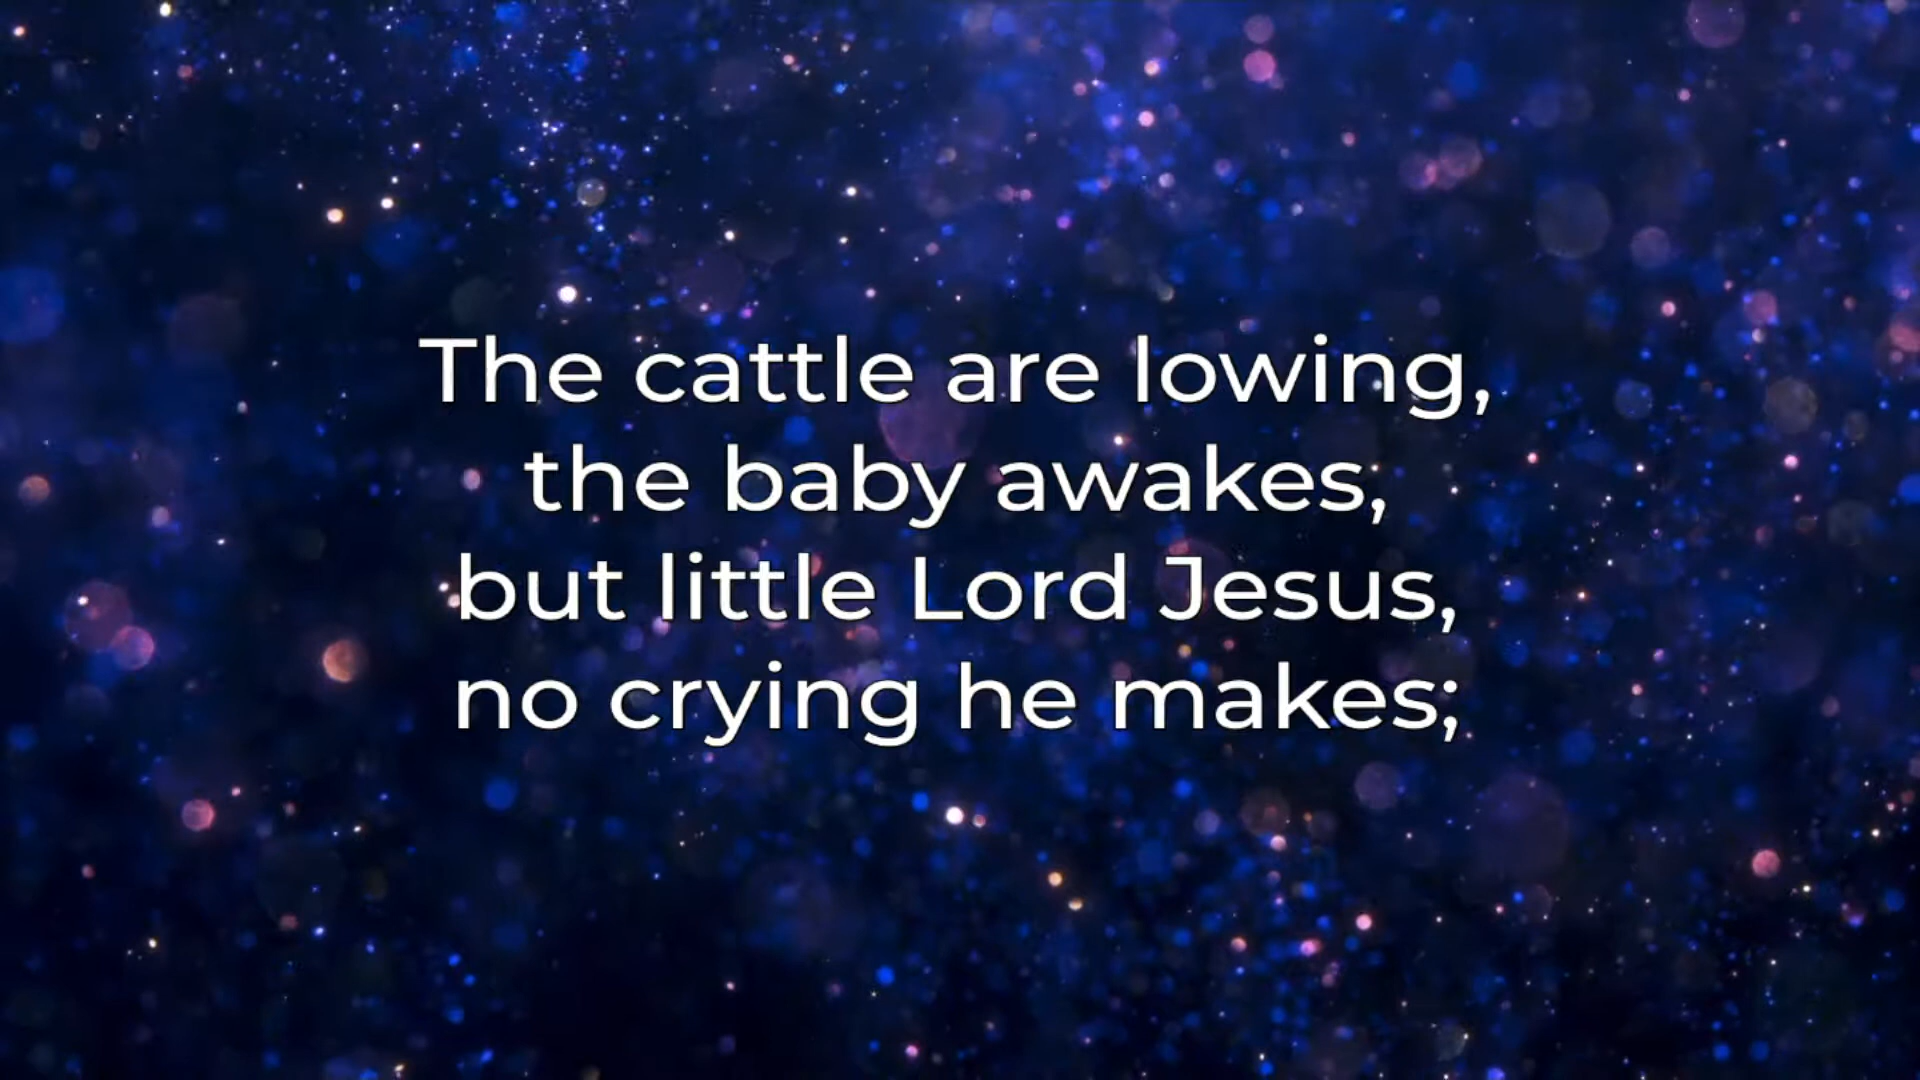 The cattle are lowing,
the baby awakes,
but little Lord Jesus,
no crying he makes;